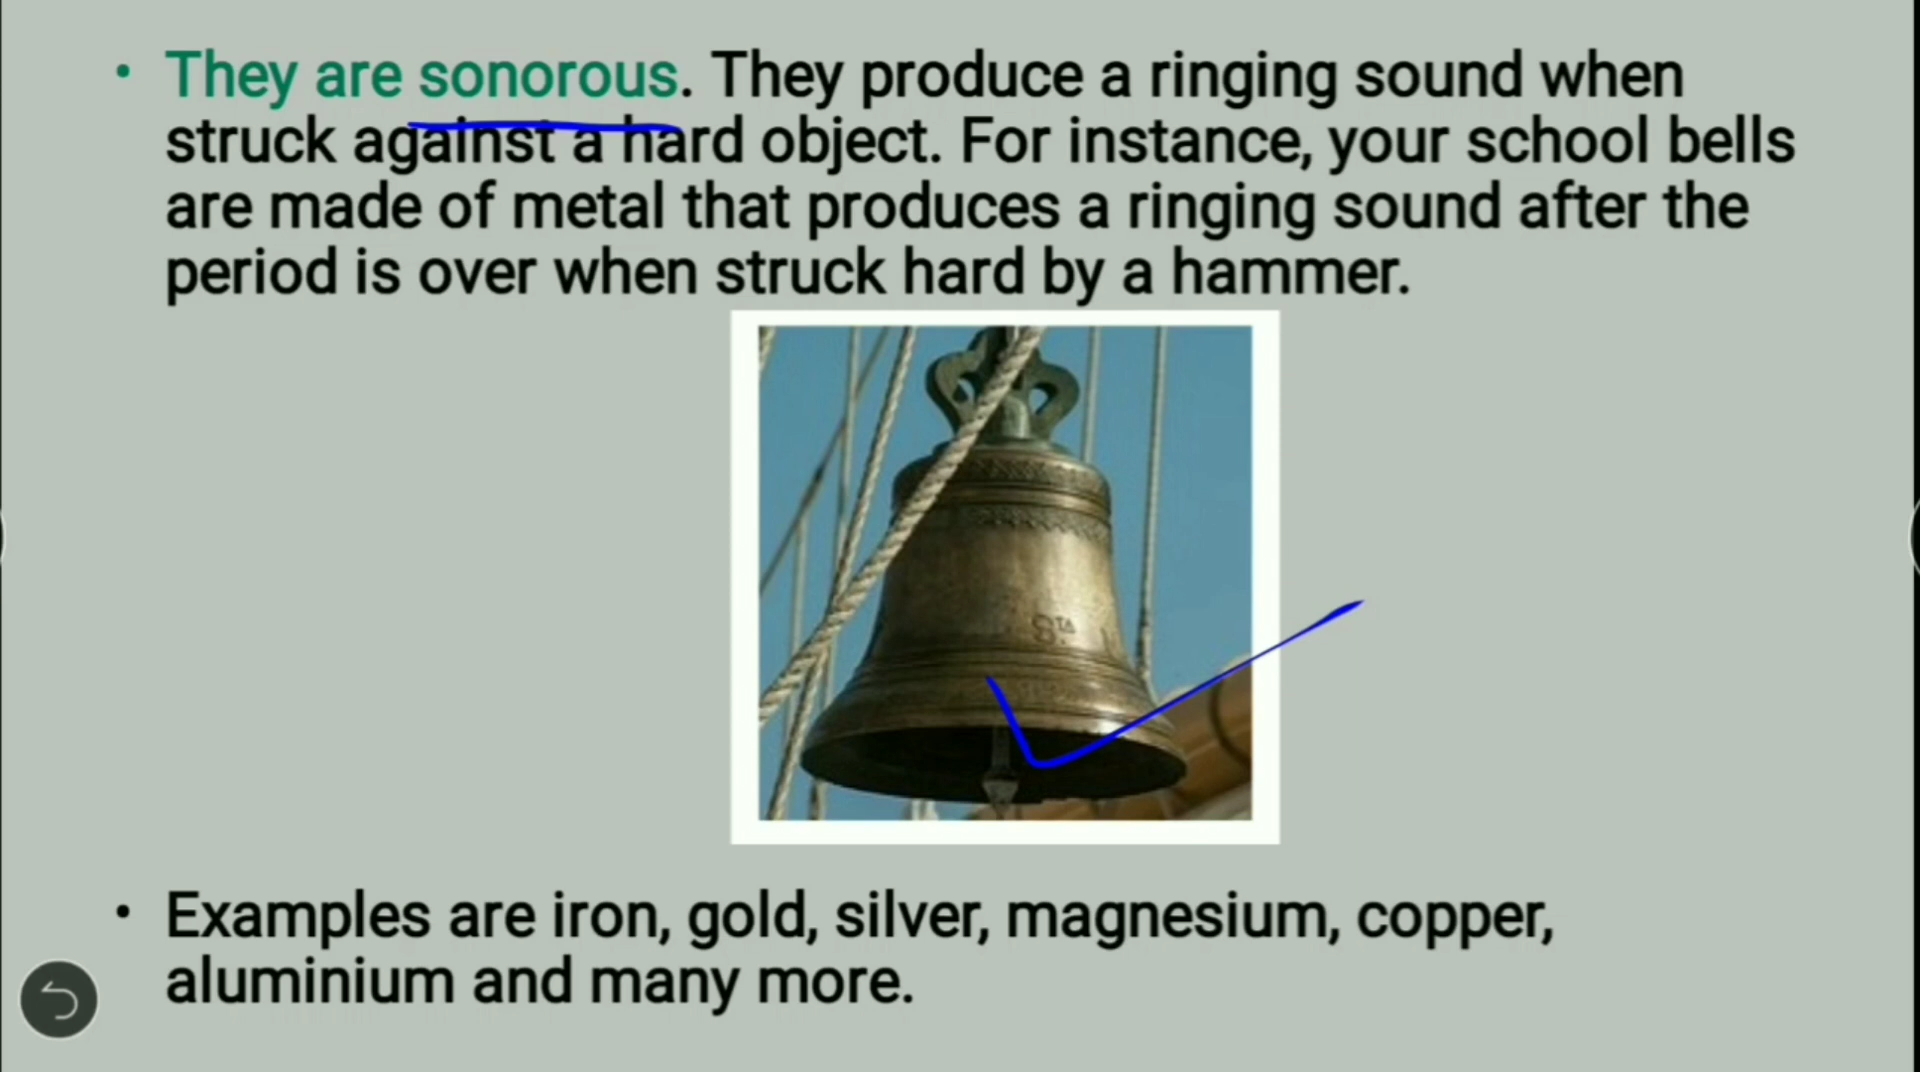 • They are sonorous. They produce a ringing sound when
struck against a hard object. For instance, your school bells
are made of metal that produces a ringing sound after the
period is over when struck hard by a hammer.
STA
• Examples are iron, gold, silver, magnesium, copper,
aluminium and many more.